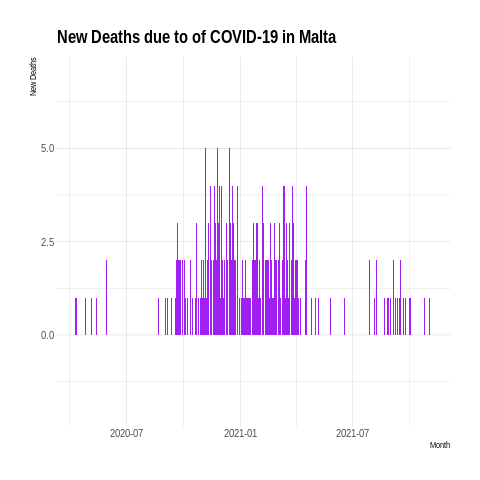 New Deaths due to of COVID-19 in Malta
New Deaths
5.0
2.5
0.0
2020-07 2021-01 2021-07
Month